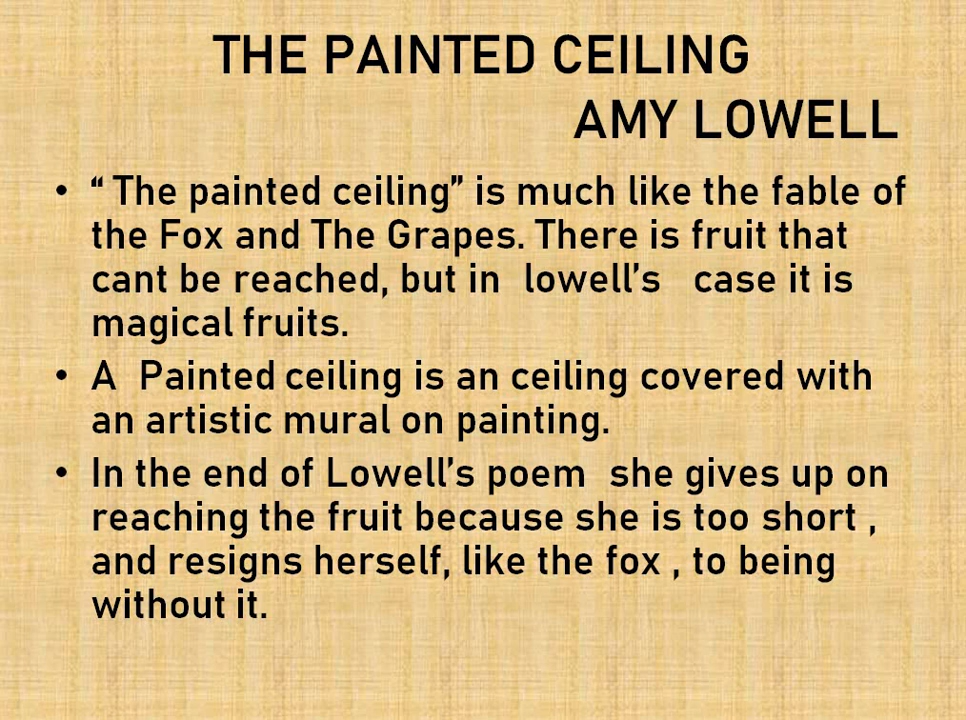 THE PAINTED CEILING
AMY LOWELL
• “ The painted ceiling” is much like the fable of
the Fox and The Grapes. There is fruit that
cant be reached, but in lowell’s case it is
magical fruits.
• A Painted ceiling is an ceiling covered with
an artistic mural on painting.
• In the end of Lowell’s poem she gives up on
reaching the fruit because she is too short ,
and resigns herself, like the fox , to being
without it.